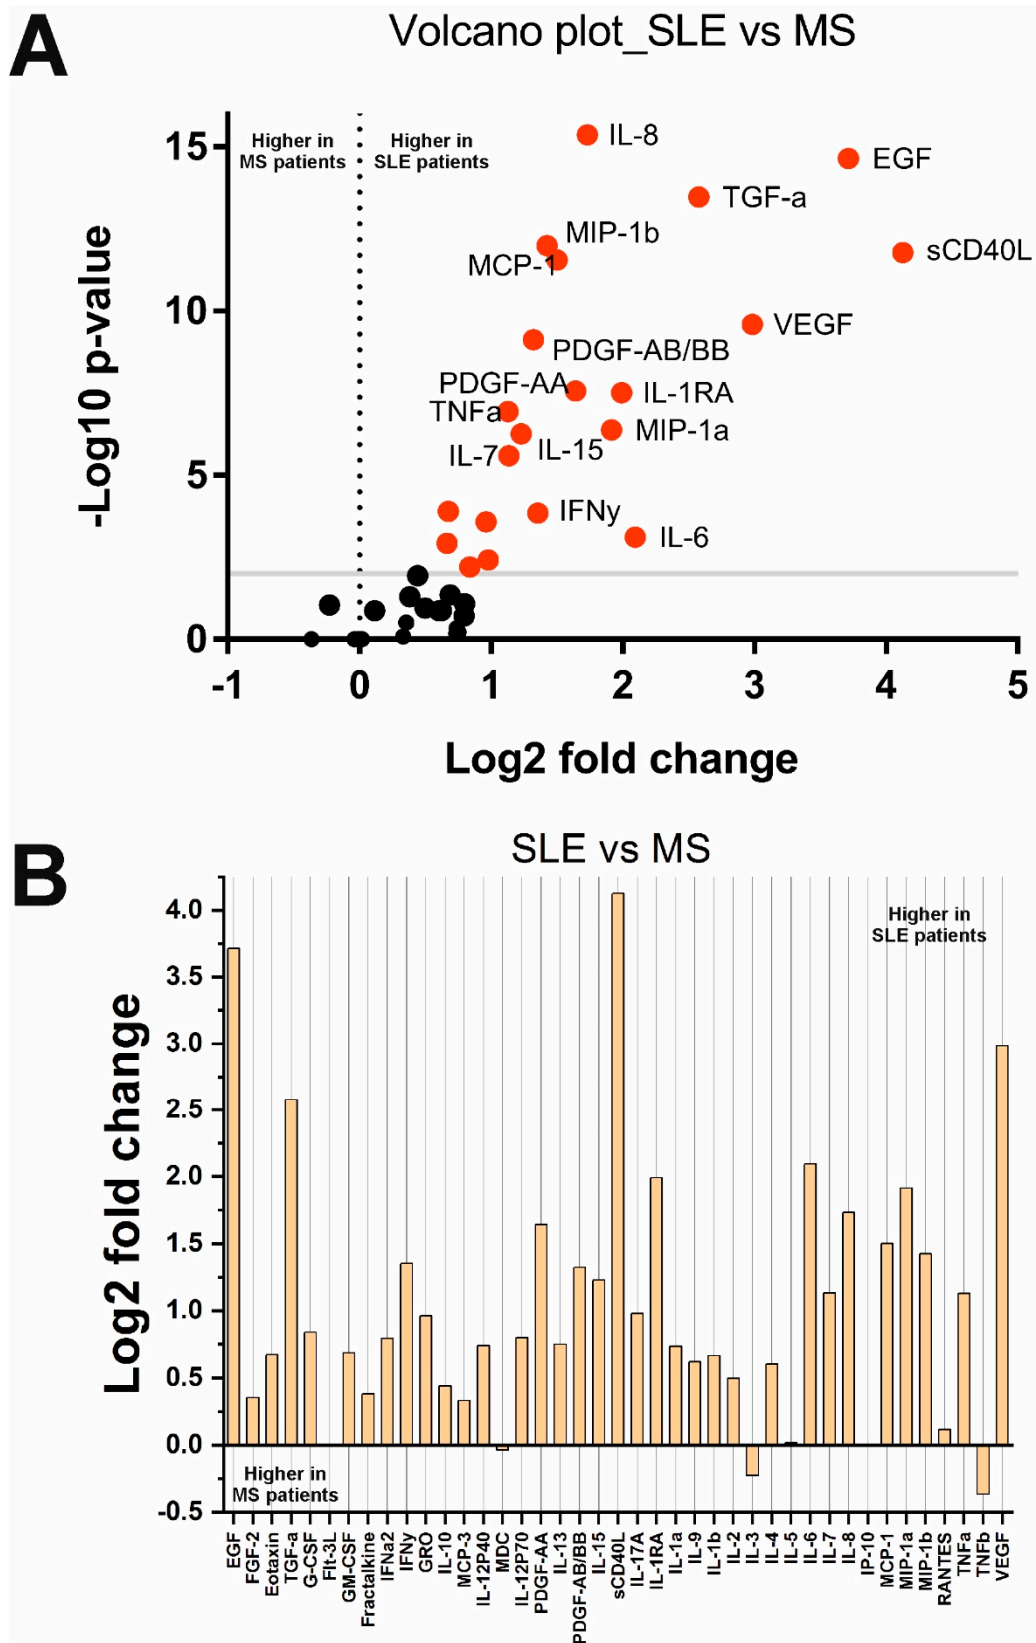 A
Volcano plot_SLE vs MS
Higher in
MS patients
Higher in
SLE patients
-Log10 p-value
15
10
5
0
IL-8
EGF
TGF-a
MIP-1b
MCP-1
sCD40L
VEGF
PDGF-AB/BB
PDGF-AA
IL-1RA
TNFa
MIP-1a
IL-15
IL-7
IFNy
IL-6
-1 0 1 2 3 4 5
Log2 fold change
B
SLE vs MS
Higher in
SLE patients
Log2 fold change
4.0
3.5
3.0
2.5
2.0
1.5
1.0
0.5
0.0
-0.5
Higher in
MS patients
EGF
FGF-2
Eotaxin
TGF-a
G-CSF
Flt-3L
GM-CSF
Fractalkine
IFNa2
IFNy
GRO
IL-10
MCP-3
IL-12P40
MDC
IL-12P70
PDGF-AA
IL-13
PDGF-AB/BB
IL-15
sCD40L
IL-17A
IL-1RA
IL-1a
IL-9
IL-1b
IL-2
IL-3
IL-4
IL-5
IL-6
IL-7
IL-8
IP-10
MCP-1
MIP-1a
MIP-1b
RANTES
TNFa
TNFb
VEGF